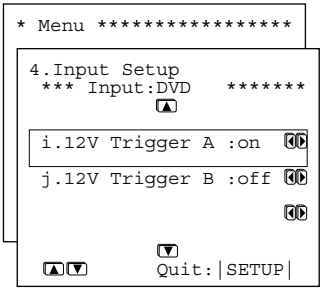 * Menu *****************
4.Input Setup
*** Input:DVD *******
i.12V Trigger A :on
j.12V Trigger B :off
Quit:|SETUP|